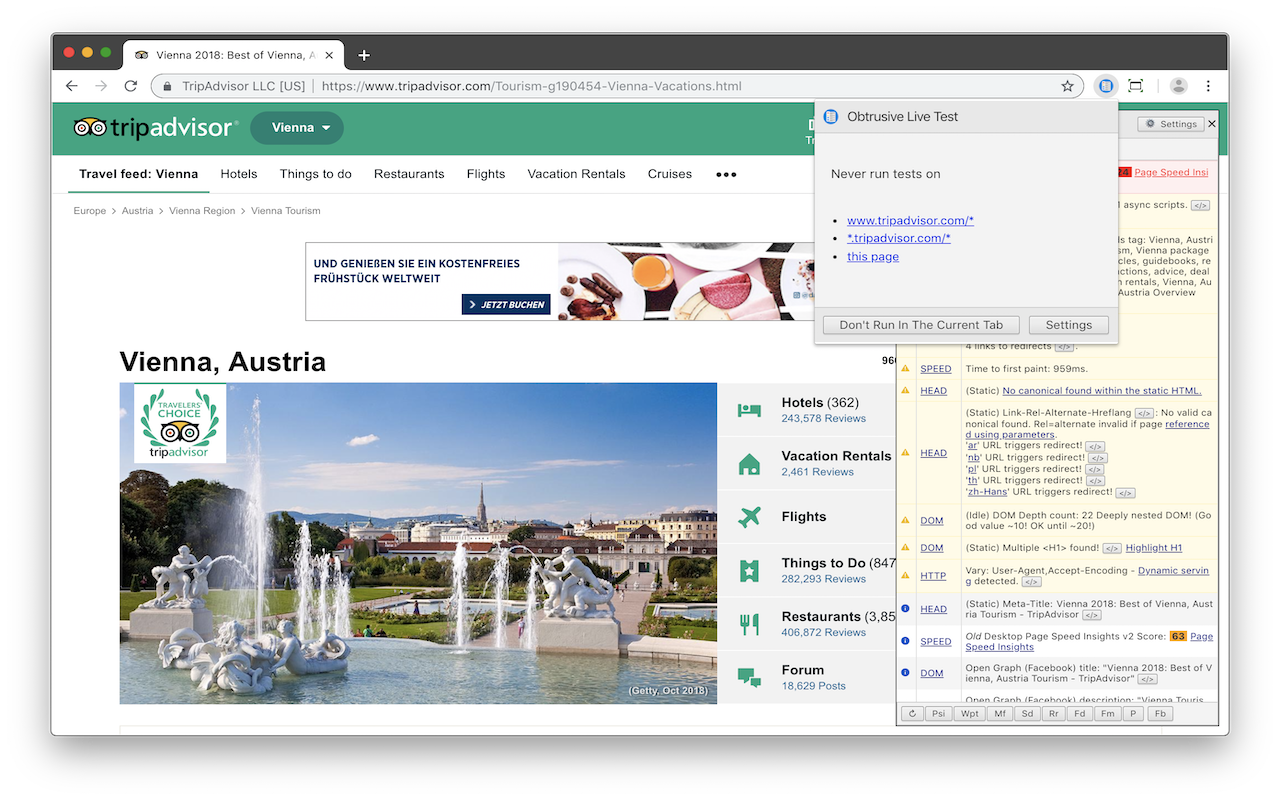 Vienna 2018: Best of Vienna, A
TripAdvisor LLC [US] | https://www.tripadvisor.com/Tourism-g190454-Vienna-Vacations.html
tripadvisor®
Vienna
Travel feed: Vienna
Hotels
Things to do
Restaurants
Flights
Vacation Rentals
Cruises
Europe > Austria > Vienna Region > Vienna Tourism
UND GENIEßEN SIE EIN KOSTENFREIES
FRÜHSTÜCK WELTWEIT
> JETZT BUCHEN
Vienna, Austria
TRAVELERS'
CHOICE
tripadvisor
(Getty, Oct 2018)
Hotels (362)
243,578 Reviews
Vacation Rentals
2,461 Reviews
Flights
Things to Do (847
282,293 Reviews
Restaurants (3,85
406,872 Reviews
Forum
18,629 Posts
Obtrusive Live Test
Never run tests on
• www.tripadvisor.com/*
• *.tripadvisor.com/*
• this page
Don't Run In The Current Tab
Settings
Settings
24 Page Speed Insi
async scripts. </>
s tag: Vienna, Austri
sm, Vienna package
cles, guidebooks, re
ctions, advice, deal
n rentals, Vienna, Au
Austria Overview
4 links to redirects </>.
SPEED Time to first paint: 959ms.
HEAD (Static) No canonical found within the static HTML.
HEAD (Static) Link-Rel-Alternate-Hreflang </>: No valid ca
nonical found. Rel=alternate invalid if page reference
d using parameters.
'ar' URL triggers redirect! </>
'nb' URL triggers redirect! </>
'pl' URL triggers redirect! </>
'th' URL triggers redirect! </>
'zh-Hans' URL triggers redirect! </>
DOM (Idle) DOM Depth count: 22 Deeply nested DOM! (Go
od value ~10! OK until ~20!)
DOM (Static) Multiple <H1> found! </> Highlight H1
HTTP Vary: User-Agent,Accept-Encoding - Dynamic servin
g detected. </>
HEAD (Static) Meta-Title: Vienna 2018: Best of Vienna, Aust
ria Tourism - TripAdvisor </>
SPEED Old Desktop Page Speed Insights v2 Score: 63 Page
Speed Insights
DOM Open Graph (Facebook) title: "Vienna 2018: Best of V
ienna, Austria Tourism - TripAdvisor" </>
Open Graph (Facebook) description: "Vienna Touris
Psi Wpt Mf Sd Rr Fd Fm P Fb